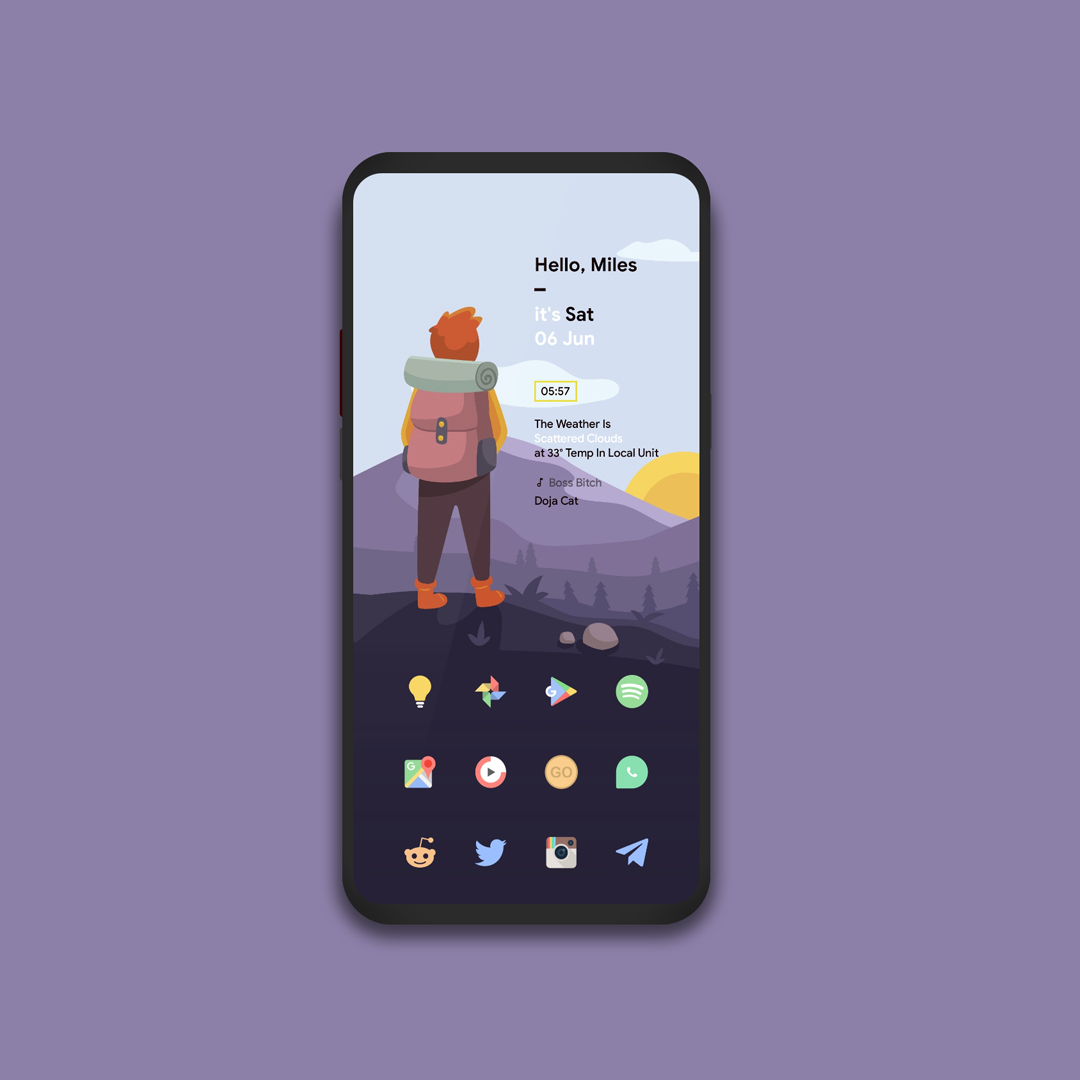 Hello, Miles
it's Sat
06 Jun
05:57
The Weather Is
Scattered Clouds
at 33° Temp In Local Unit
Boss Bitch
Doja Cat
G
G
GO